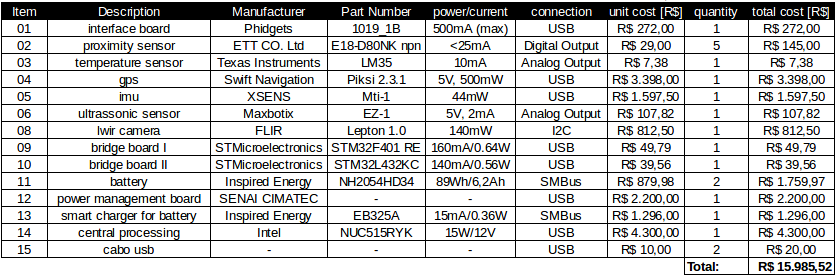 Item Description Manufacturer Part Number power/current connection unit cost [R$] quantity total cost [R$]
01 interface board Phidgets 1019_1B 500mA (max) USB R$ 272,00 1 R$ 272,00
02 proximity sensor ETT CO. Ltd E18-D80NK npn <25mA Digital Output R$ 29,00 5 R$ 145,00
03 temperature sensor Texas Instruments LM35 10mA Analog Output R$ 7,38 1 R$ 7,38
04 gps Swift Navigation Piksi 2.3.1 5V, 500mW USB R$ 3.398,00 1 R$ 3.398,00
05 imu XSENS Mti-1 44mW USB R$ 1.597,50 1 R$ 1.597,50
06 ultrassonic sensor Maxbotix EZ-1 5V, 2mA Analog Output R$ 107,82 1 R$ 107,82
08 lwir camera FLIR Lepton 1.0 140mW I2C R$ 812,50 1 R$ 812,50
09 bridge board I STMicroelectronics STM32F401 RE 160mA/0.64W USB R$ 49,79 1 R$ 49,79
10 bridge board II STMicroelectronics STM32L432KC 140mA/0.56W USB R$ 39,56 1 R$ 39,56
11 battery Inspired Energy NH2054HD34 89Wh/6,2Ah SMBus R$ 879,98 2 R$ 1.759,97
12 power management board SENAI CIMATEC - - USB R$ 2.200,00 1 R$ 2.200,00
13 smart charger for battery Inspired Energy EB325A 15mA/0.36W SMBus R$ 1.296,00 1 R$ 1.296,00
14 central processing Intel NUC515RYK 15W/12V USB R$ 4.300,00 1 R$ 4.300,00
15 cabo usb - - - USB R$ 10,00 2 R$ 20,00
Total: R$ 15.985,52